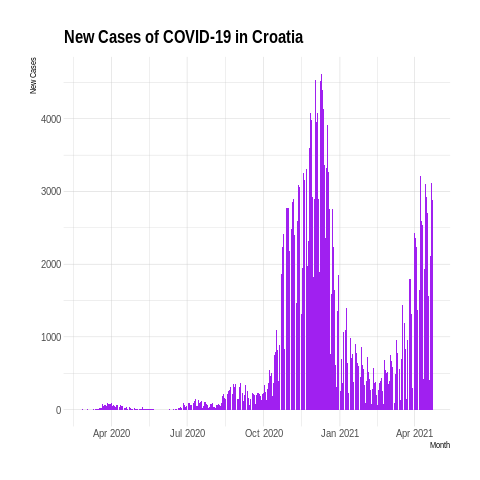 New Cases of COVID-19 in Croatia
New Cases
4000
3000
2000
1000
0
Apr 2020 Jul 2020 Oct 2020 Jan 2021 Apr 2021
Month